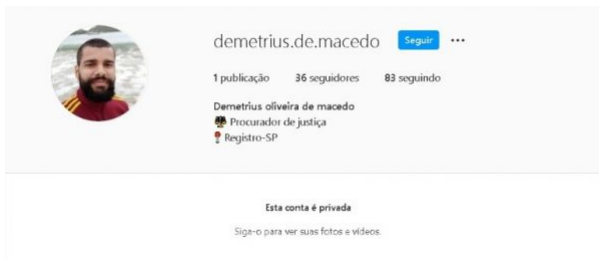 demetrius.de.macedo Seguir ...
1 publicação 36 seguidores 83 seguindo
Demetrius oliveira de macedo
Procurador de justiça
Registro-SP
Esta conta é privada
Siga-o para ver suas fotos e vídeos.